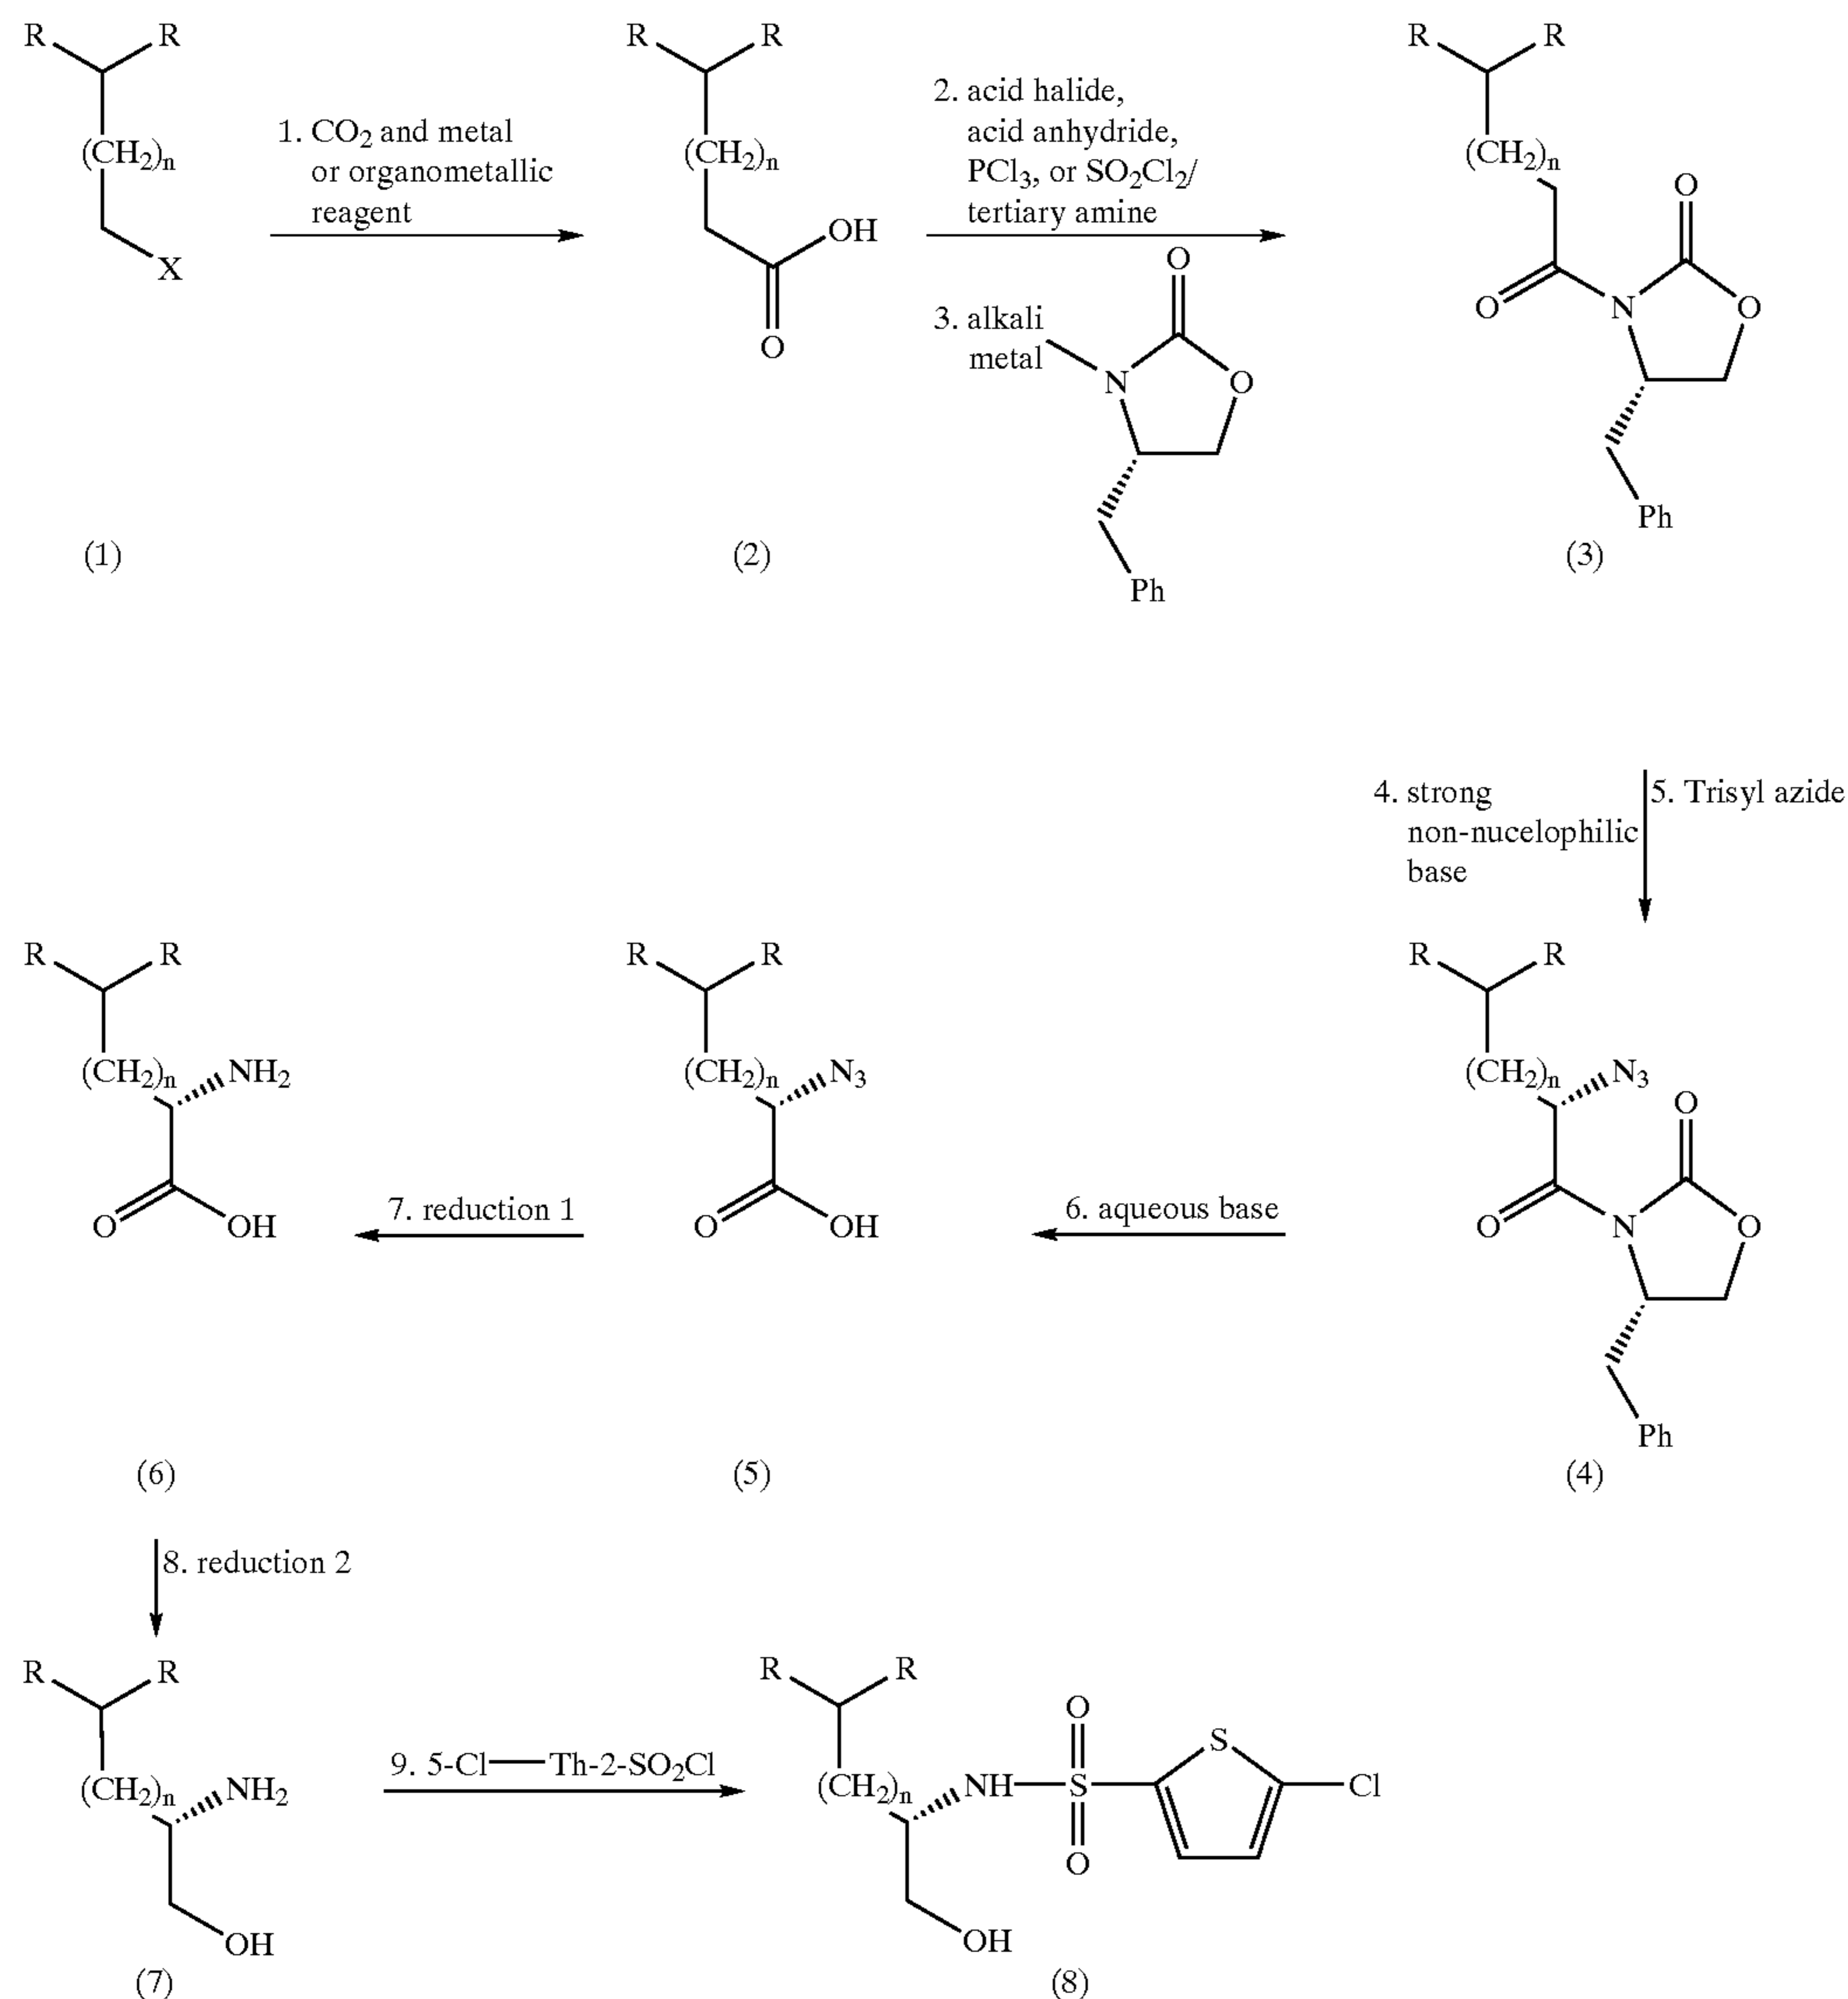 R R
(CH2)n
X
(1)
1. CO2 and metal
or organometallic
reagent
R R
(CH2)n
OH
O
(2)
2. acid halide,
acid anhydride,
PCl3, or SO2Cl2/
tertiary amine
3. alkali
metal
O
N
O
Ph
R R
(CH2)n
O
O
N
O
Ph
(3)
4. strong
non-nucelophilic
base
5. Trisyl azide
R R
(CH2)n
N3
O
O
N
O
Ph
(4)
6. aqueous base
R R
(CH2)n
N3
O
OH
(5)
7. reduction 1
R R
(CH2)n
NH2
O
OH
(6)
8. reduction 2
R R
(CH2)n
NH2
OH
(7)
9. 5-Cl—Th-2-SO2Cl
R R
(CH2)n
NH
O
S
O
S
Cl
OH
(8)